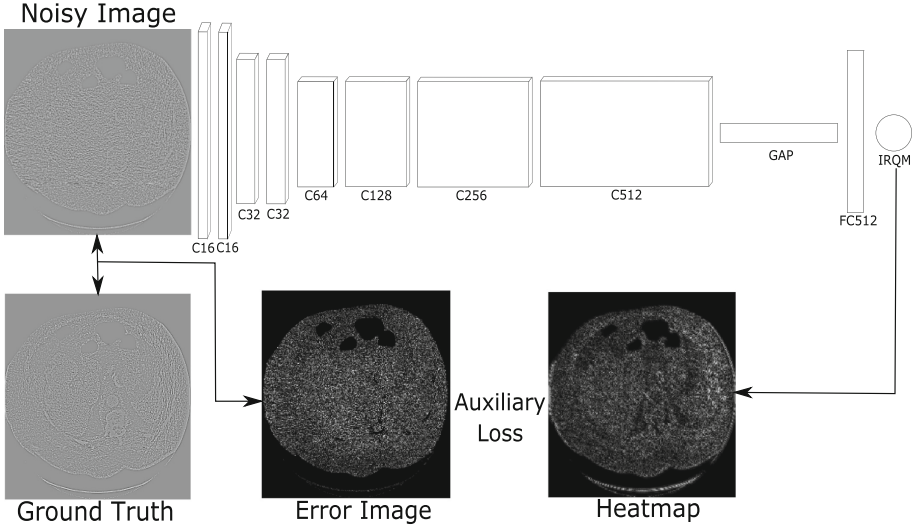 Noisy Image
C16
C16
C32
C32
C64
C128
C256
C512
GAP
FC512
IRQM
Ground Truth
Error Image
Auxiliary
Loss
Heatmap